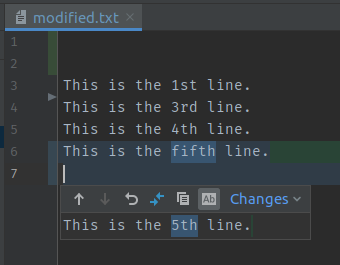 modified.txt
1
2
3 This is the 1st line.
4 This is the 3rd line.
5 This is the 4th line.
6 This is the fifth line.
7
Ab Changes
This is the 5th line.